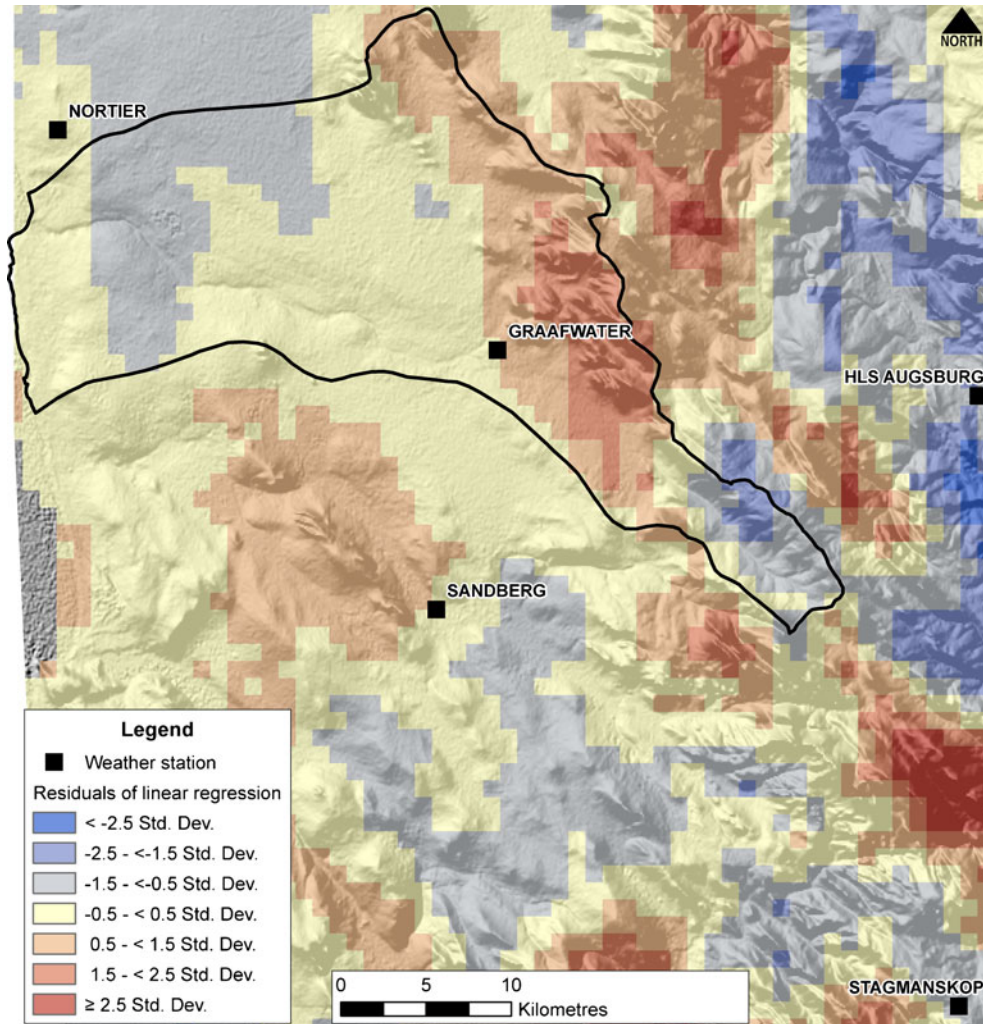 NORTH
NORTIER
GRAAFWATER
HLS AUGSBURG
SANDBERG
Legend
Weather station
Residuals of linear regression
< -2.5 Std. Dev.
-2.5 - <-1.5 Std. Dev.
-1.5 - <-0.5 Std. Dev.
-0.5 - < 0.5 Std. Dev.
0.5 - < 1.5 Std. Dev.
1.5 - < 2.5 Std. Dev.
≥ 2.5 Std. Dev.
0 5 10
Kilometres
STAGMANSKOP